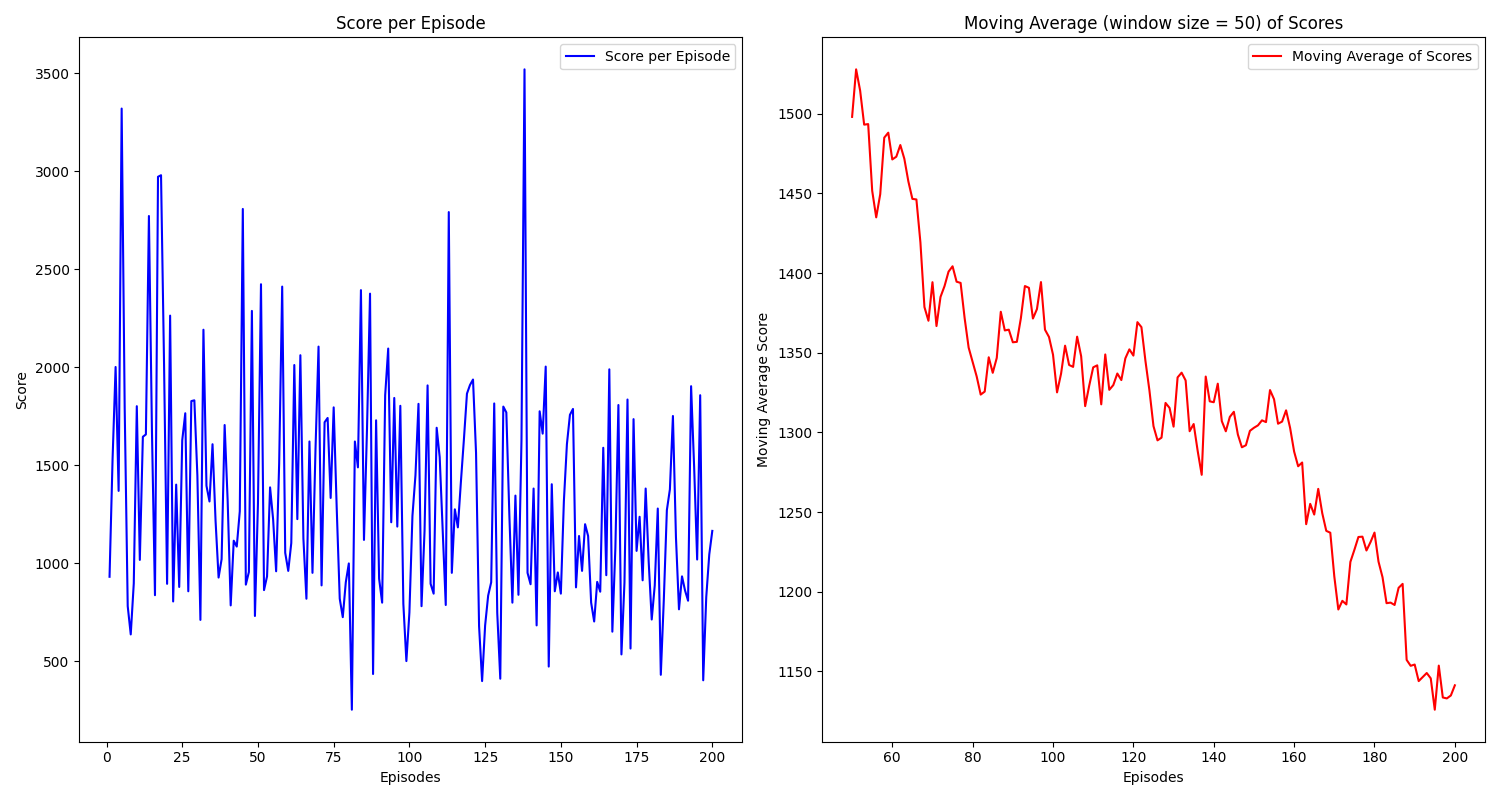 Score per Episode
Score per Episode
3500
3000
2500
2000
1500
1000
500
Score
0 25 50 75 100 125 150 175 200
Episodes
Moving Average (window size = 50) of Scores
Moving Average of Scores
1500
1450
1400
1350
1300
1250
1200
1150
Moving Average Score
60 80 100 120 140 160 180 200
Episodes